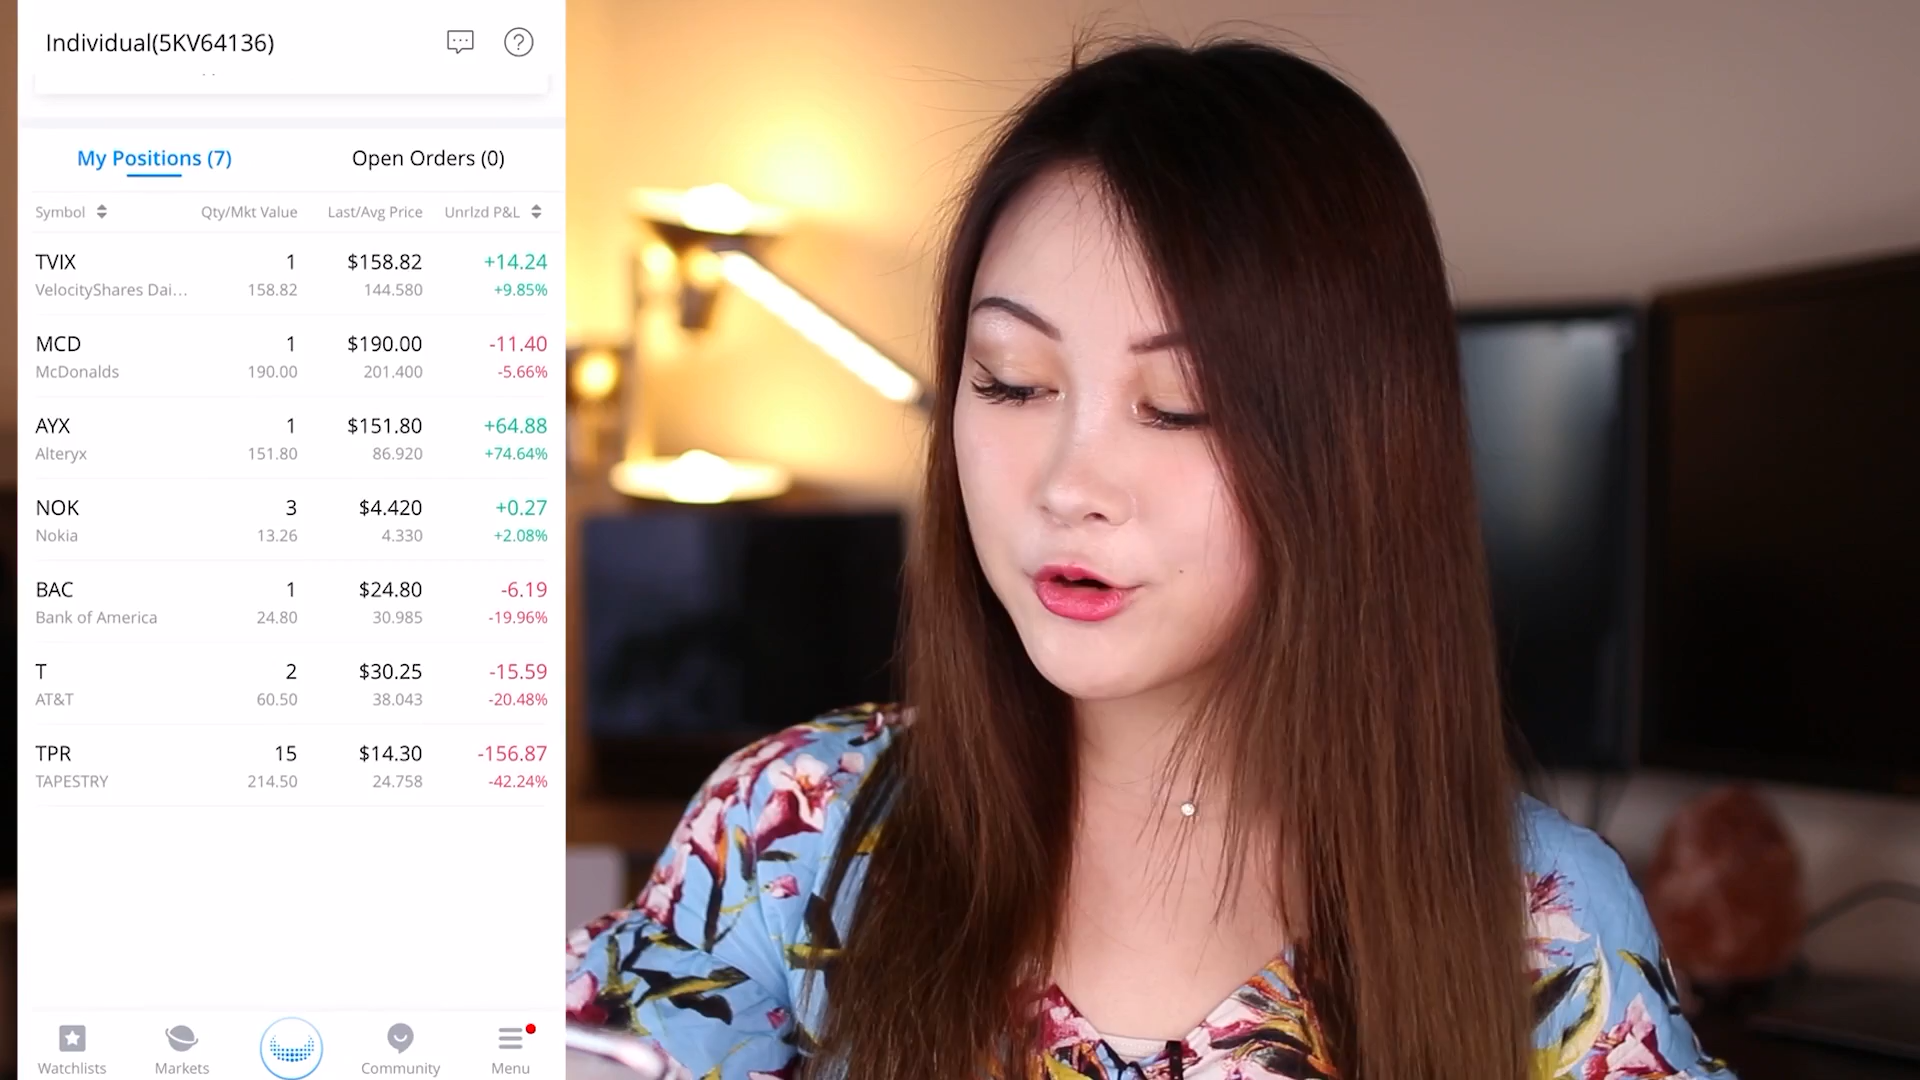 Individual(5KV64136)
My Positions (7)
Open Orders (0)
Symbol Qty/Mkt Value Last/Avg Price Unrlzd P&L
TVIX 1 $158.82 +14.24
VelocityShares Dai... 158.82 144.580 +9.85%
MCD 1 $190.00 -11.40
McDonalds 190.00 201.400 -5.66%
AYX 1 $151.80 +64.88
Alteryx 151.80 86.920 +74.64%
NOK 3 $4.420 +0.27
Nokia 13.26 4.330 +2.08%
BAC 1 $24.80 -6.19
Bank of America 24.80 30.985 -19.96%
T 2 $30.25 -15.59
AT&T 60.50 38.043 -20.48%
TPR 15 $14.30 -156.87
TAPESTRY 214.50 24.758 -42.24%
Watchlists Markets Community Menu